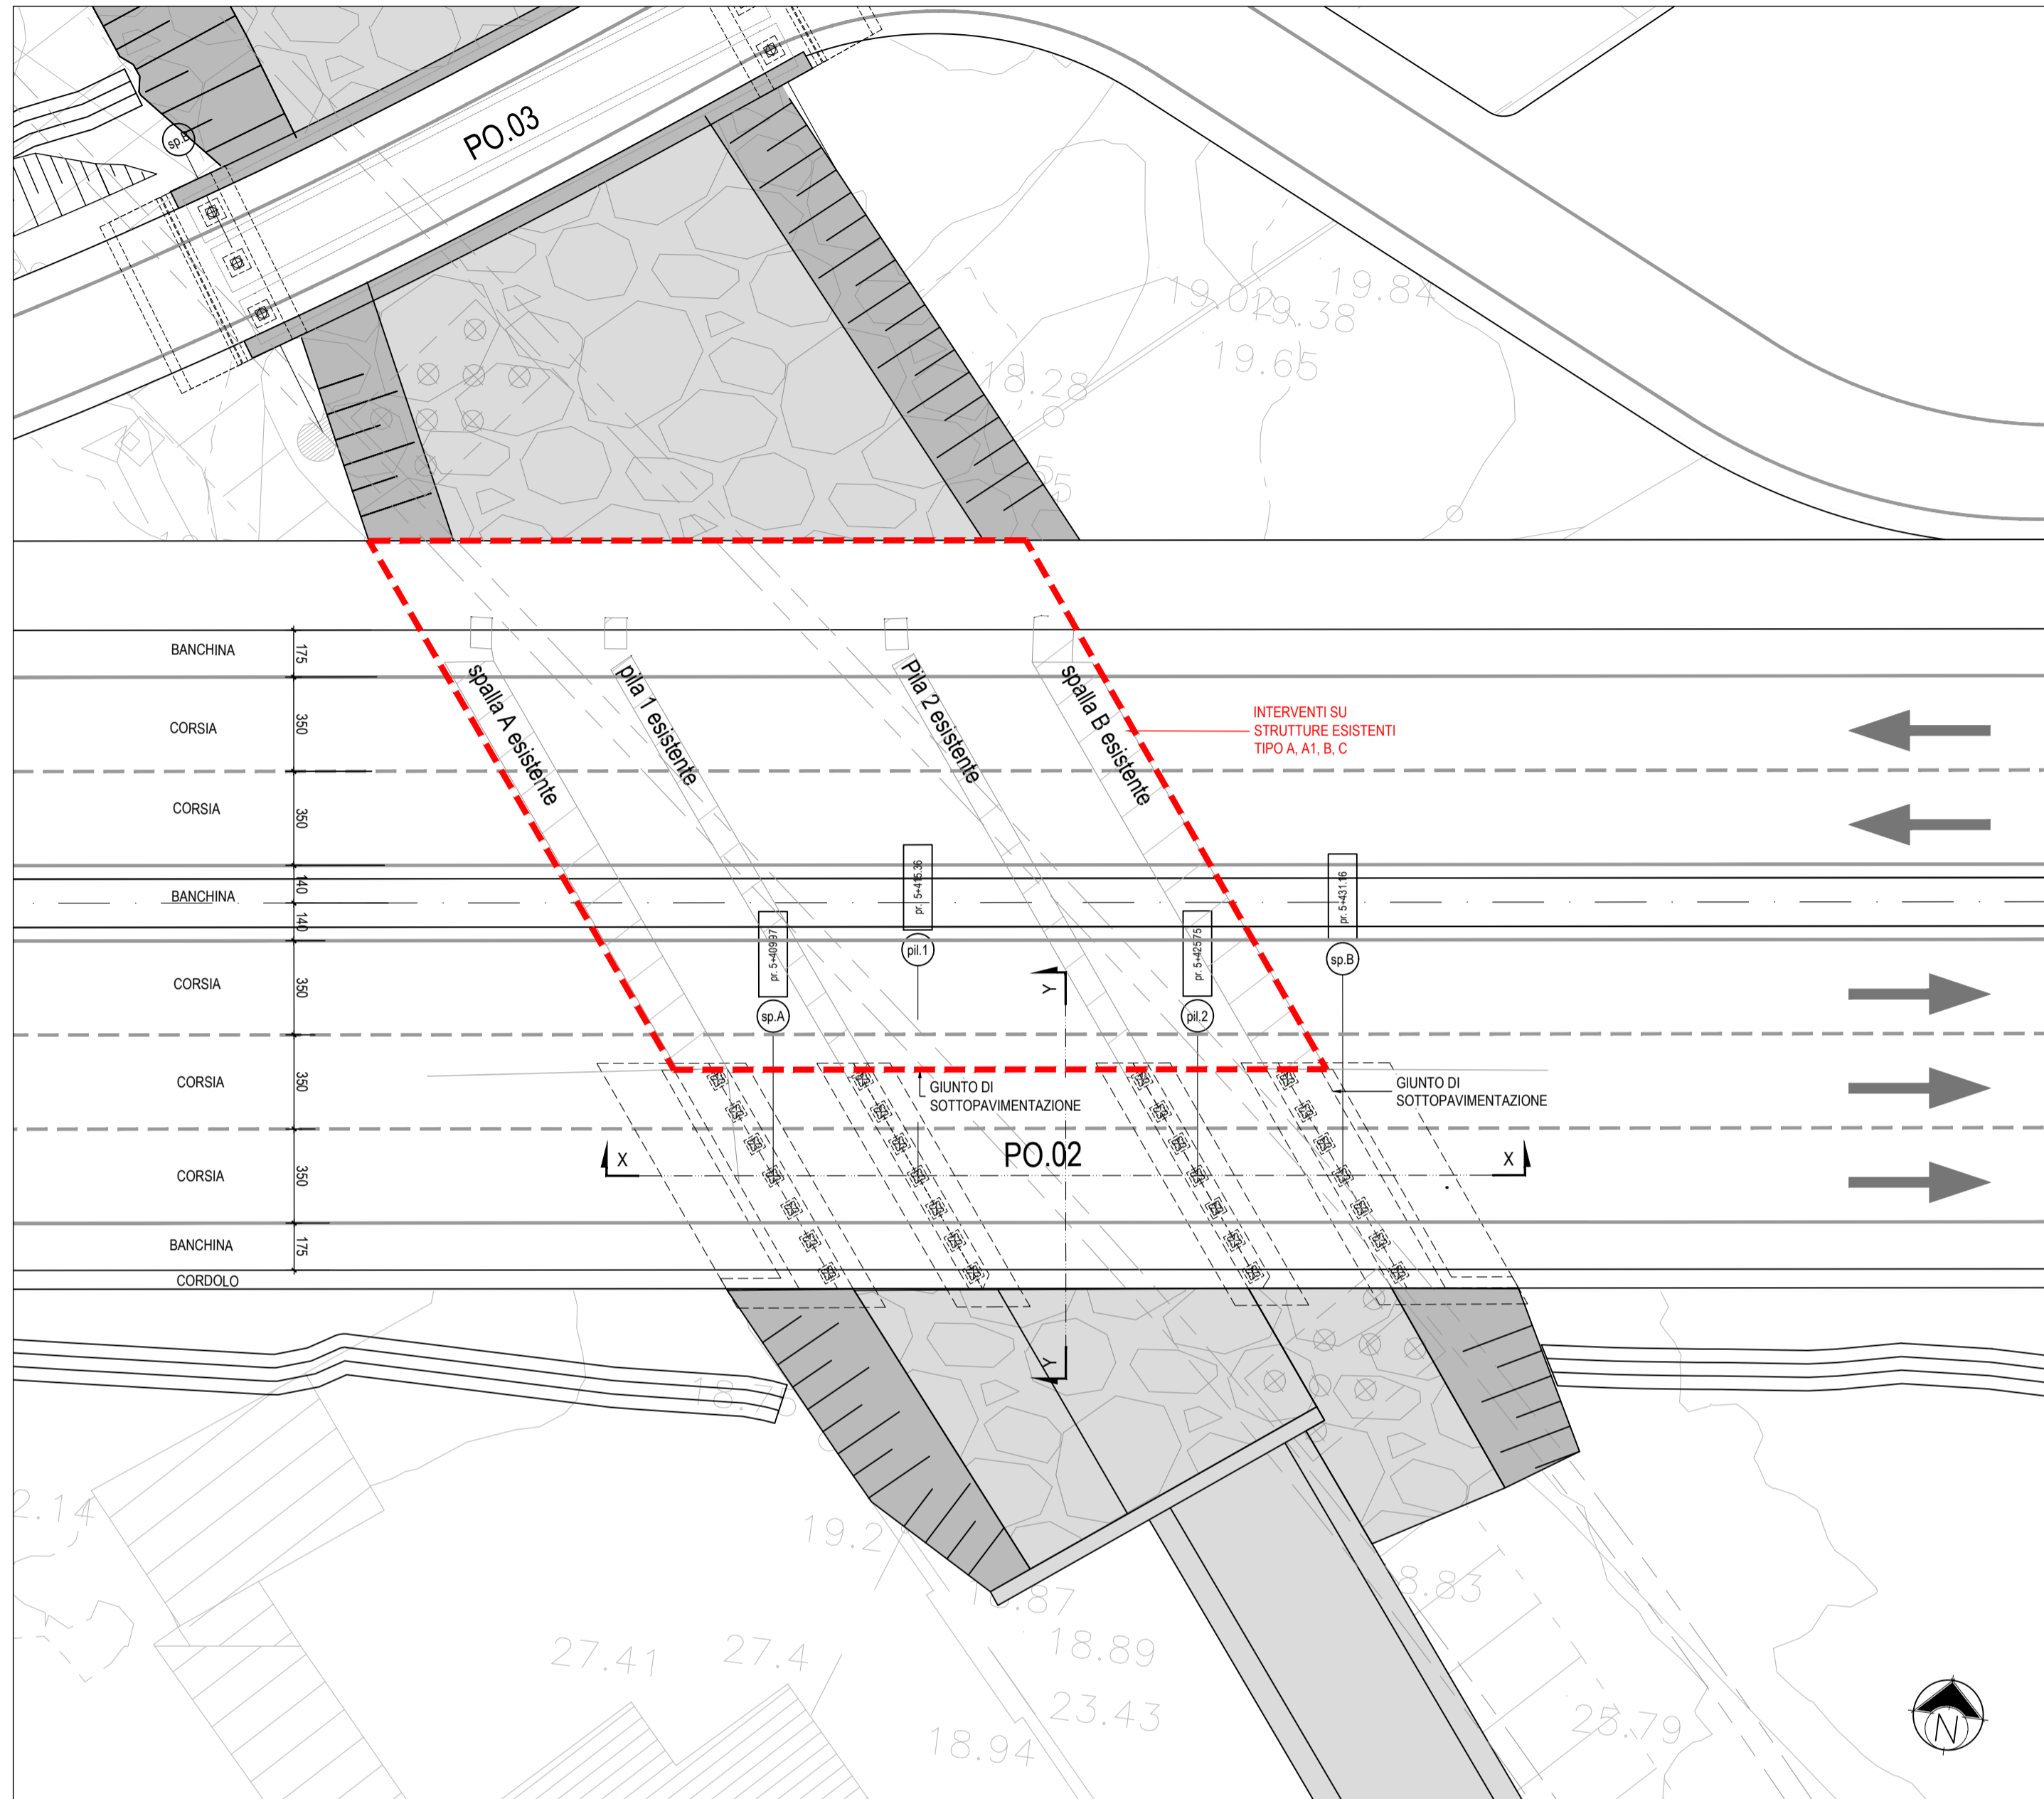 PO.03
sp.B
19.02
19.38
19.84
19.65
18.28
BANCHINA
175
spalla A esistente
pila 1 esistente
Pila 2 esistente
spalla B esistente
INTERVENTI SU
STRUTTURE ESISTENTI
TIPO A, A1, B, C
CORSIA
350
CORSIA
350
BANCHINA
140
140
pr. 5+409.97
pr. 5+415.36
pr. 5+425.75
pr. 5+431.16
pil.1
sp.B
sp.A
pil.2
CORSIA
350
Y
CORSIA
350
GIUNTO DI
SOTTOPAVIMENTAZIONE
GIUNTO DI
SOTTOPAVIMENTAZIONE
PO.02
X
X
CORSIA
350
BANCHINA
175
CORDOLO
Y
27.41
27.4
18.89
23.43
18.94
25.79
N